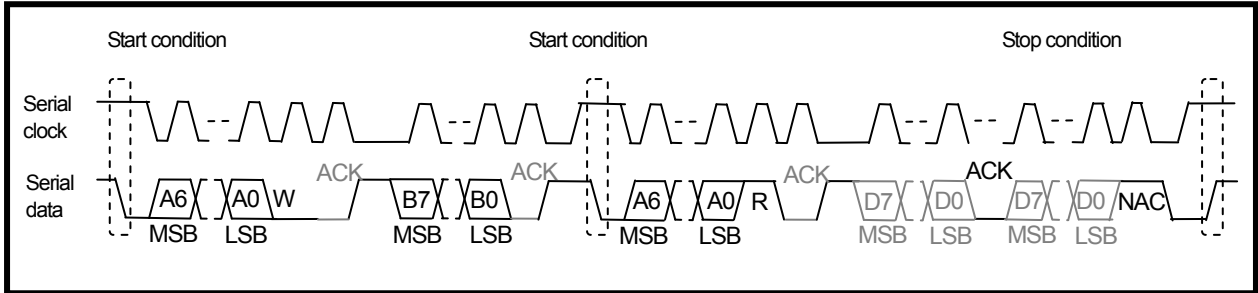 Start condition Start condition Stop condition
Serial
clock
Serial
data
ACK ACK ACK ACK
A6 A0 W B7 B0 A6 A0 R D7 D0 D7 D0 NAC
MSB LSB MSB LSB MSB LSB MSB LSB MSB LSB